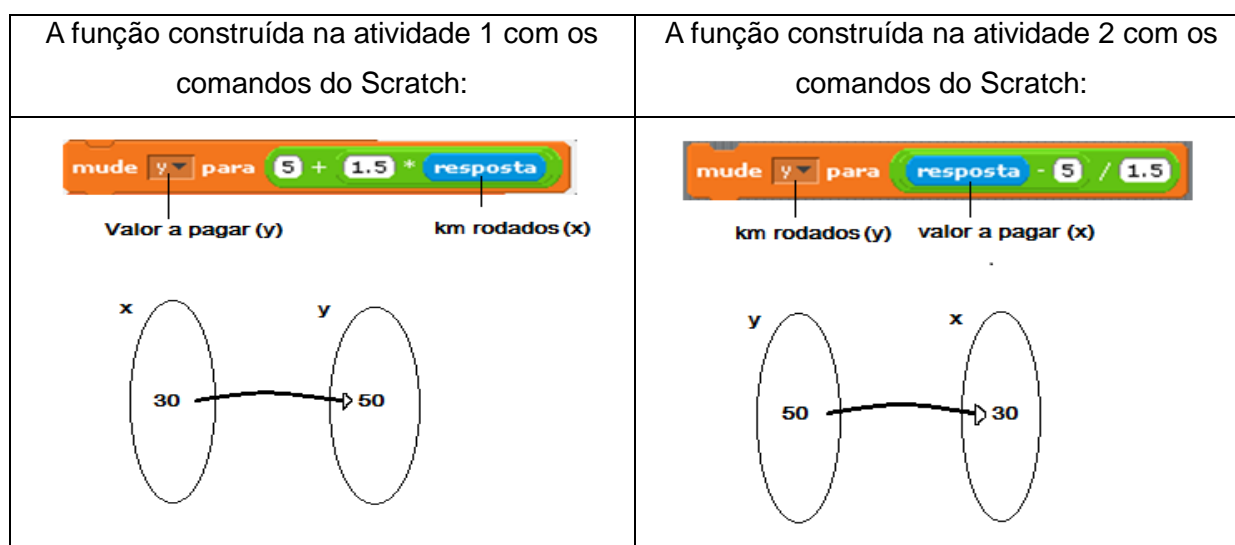 A função construída na atividade 1 com os
comandos do Scratch:
mude y para 5 + 1.5 * resposta
Valor a pagar (y) km rodados (x)
x y
30 50
A função construída na atividade 2 com os
comandos do Scratch:
mude y para resposta - 5 / 1.5
km rodados (y) valor a pagar (x)
.
y x
50 30